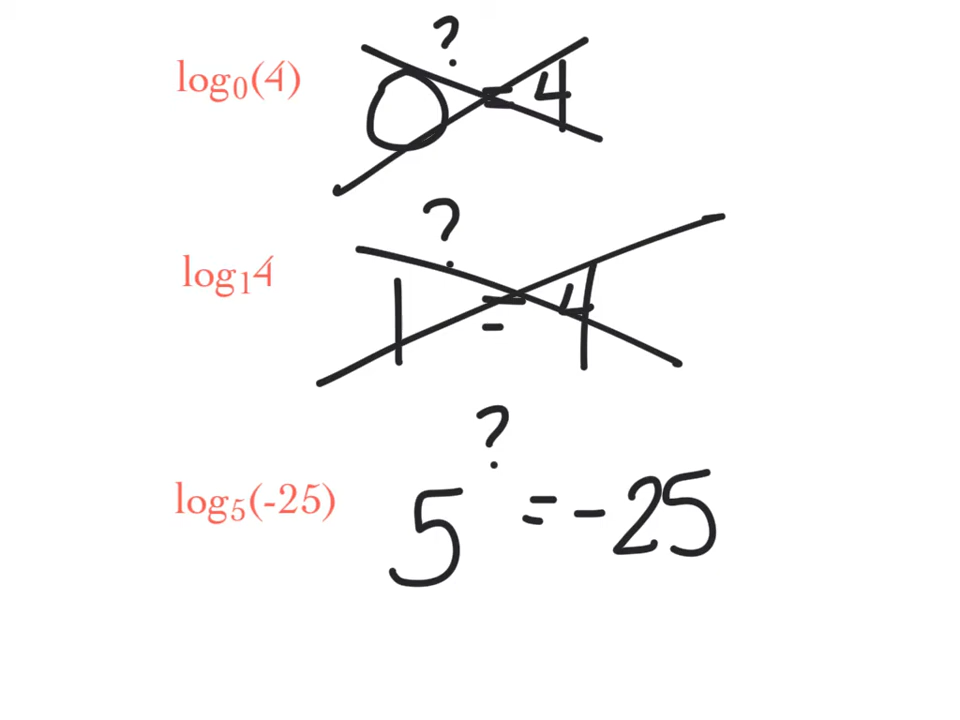 log₀(4) 0^? = 4
log₁4 1^? = 4
log₅(-25) 5^? = -25